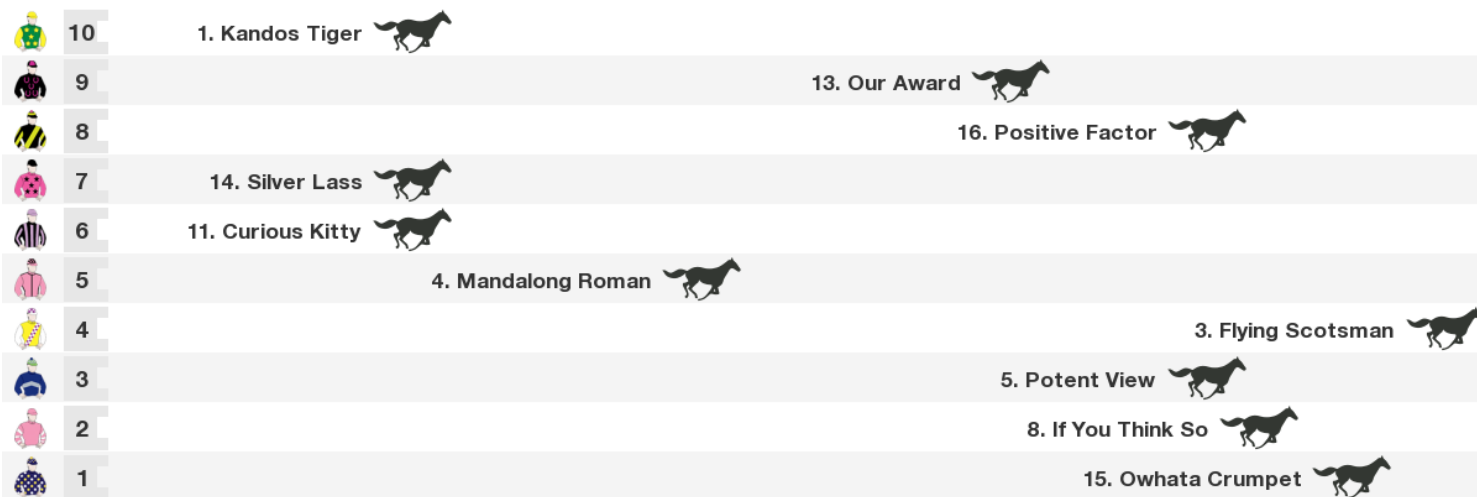 10 1. Kandos Tiger
9 13. Our Award
8 16. Positive Factor
7 14. Silver Lass
6 11. Curious Kitty
5 4. Mandalong Roman
4 3. Flying Scotsman
3 5. Potent View
2 8. If You Think So
1 15. Owhata Crumpet